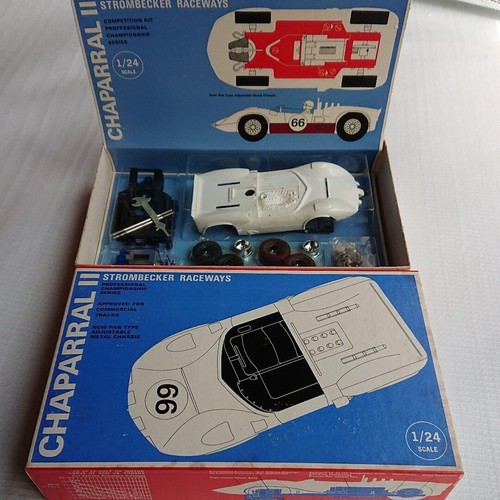 STROMBECKER RACEWAYS
CHAPARRAL II
COMPETITION KIT
PROFESSIONAL
CHAMPIONSHIP
SERIES
1/24
SCALE
66
STROMBECKER RACEWAYS
CHAPARRAL II
PROFESSIONAL
CHAMPIONSHIP
SERIES
APPROVED FOR
COMMERCIAL
TRACKS
NEW PAN TYPE
ADJUSTABLE
METAL CHASSIS
66
1/24
SCALE